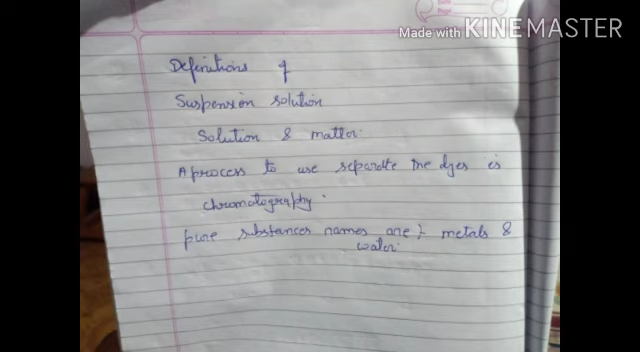 Made with KINEMASTER
Definitions of
Suspension solution
Solution & matter.
A process to use separate the dyes is
chromatography.
pure substances names are :- metals &
water.